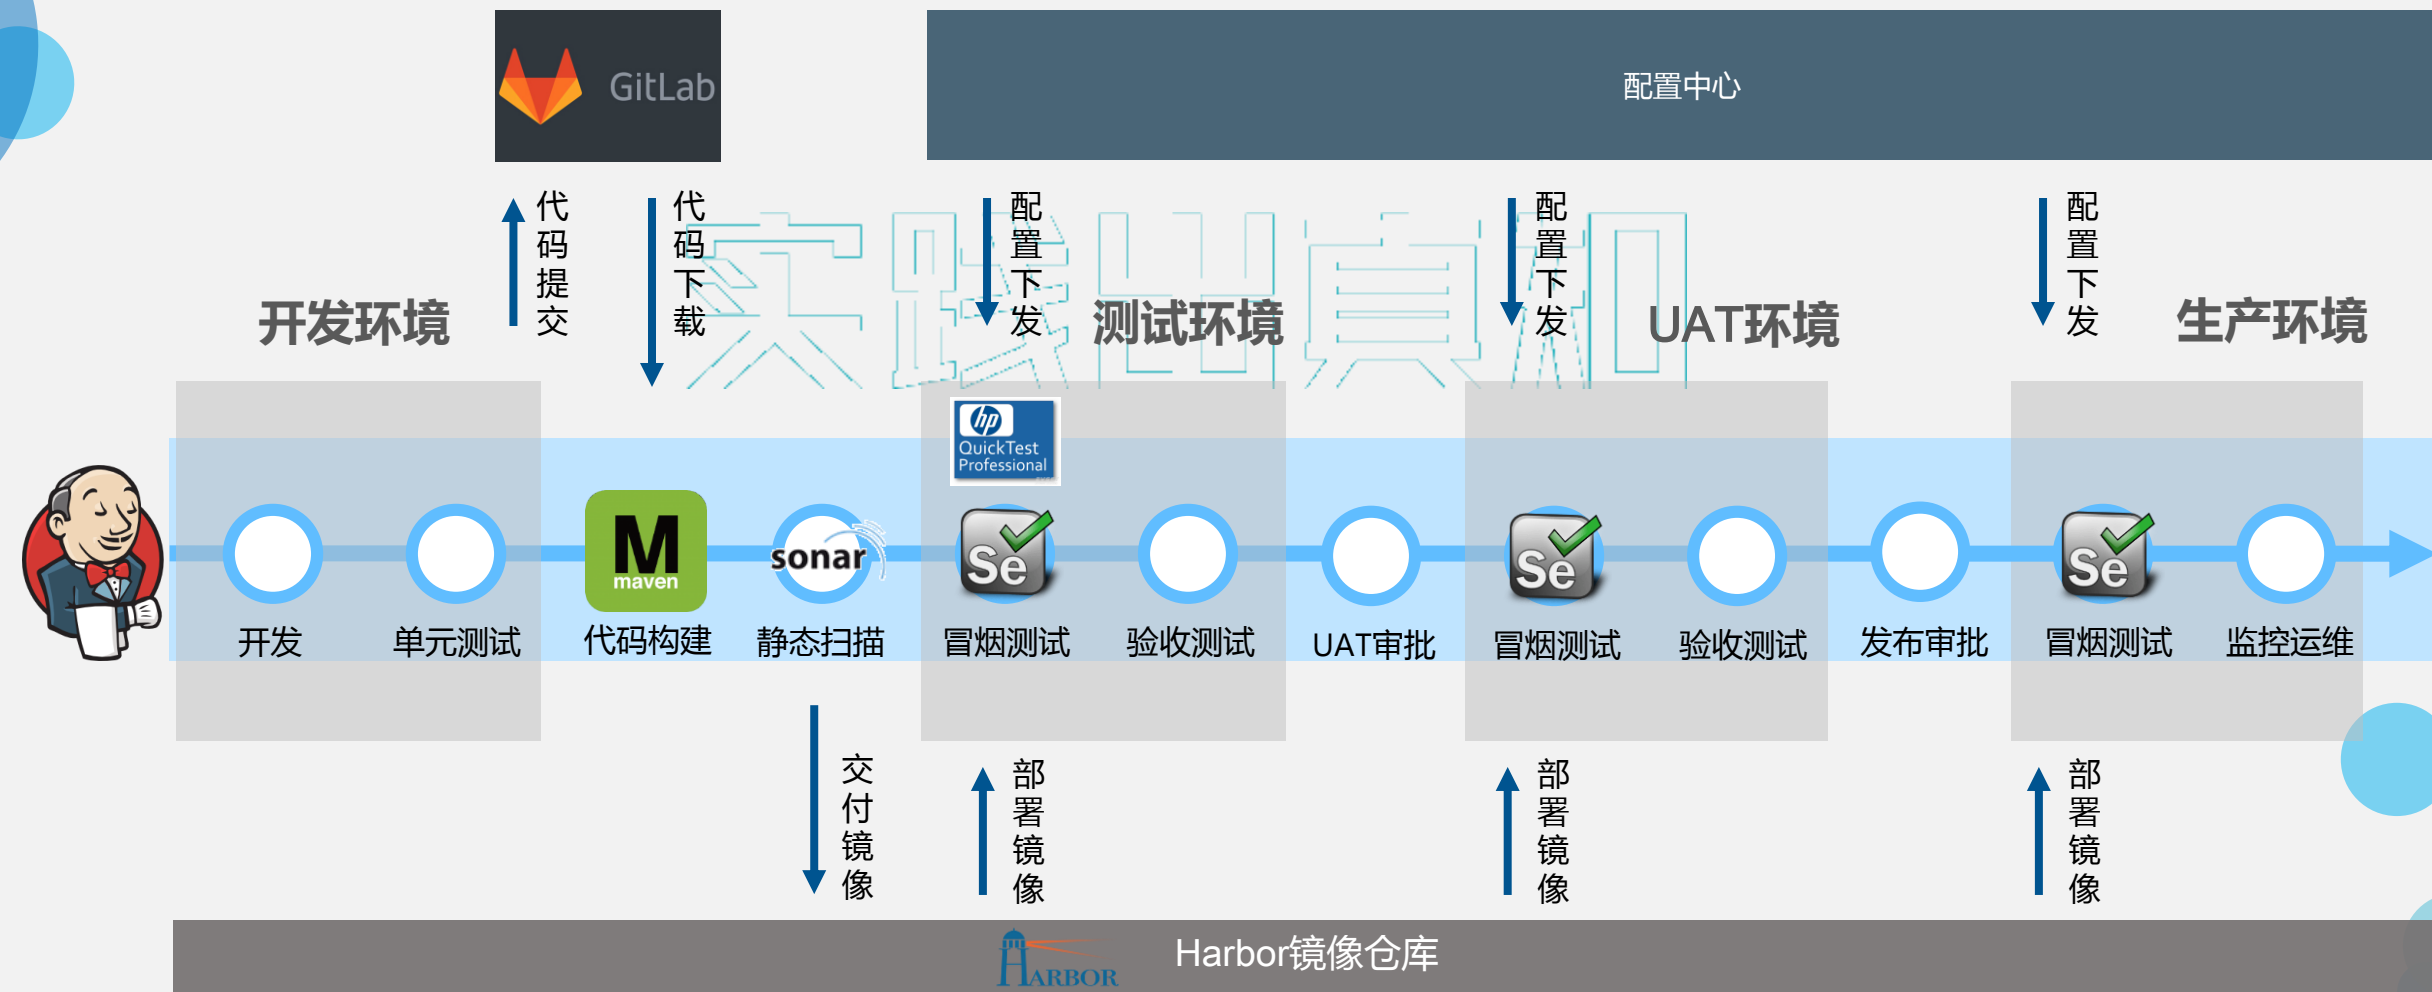 GitLab
配置中心
代码提交
代码下载
配置下发
配置下发
配置下发
实践出真知
开发环境
测试环境
UAT环境
生产环境
hp
QuickTest
Professional
M
maven
sonar
Se
Se
Se
开发
单元测试
代码构建
静态扫描
冒烟测试
验收测试
UAT审批
冒烟测试
验收测试
发布审批
冒烟测试
监控运维
交付镜像
部署镜像
部署镜像
部署镜像
HARBOR
Harbor镜像仓库